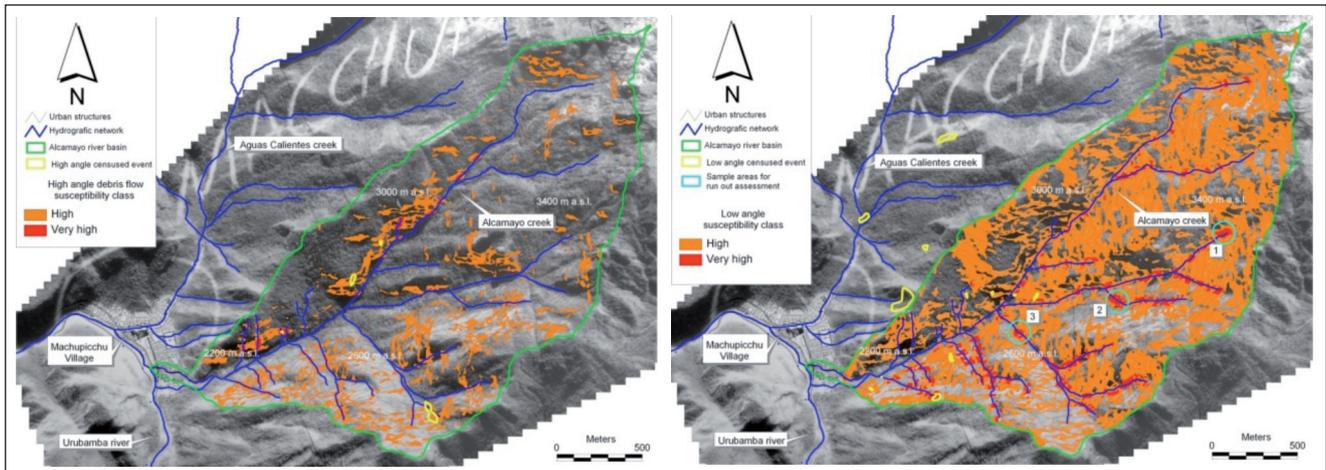 N
Urban structures
Hydrografic network
Alcamayo river basin
High angle censused event
High angle debris flow
susceptibility class
High
Very high
Aguas Calientes creek
3000 m a.s.l.
3400 m a.s.l.
Alcamayo creek
2200 m a.s.l.
2600 m a.s.l.
Machupicchu
Village
Urubamba river
Meters
0 500
N
Urban structures
Hydrografic network
Alcamayo river basin
Low angle censused event
Sample areas for
run out assessment
Low angle
susceptibility class
High
Very high
Aguas Calientes creek
3000 m a.s.l.
3400 m a.s.l.
Alcamayo creek
1
2
3
2200 m a.s.l.
2600 m a.s.l.
Machupicchu
Village
Urubamba river
Meters
0 500